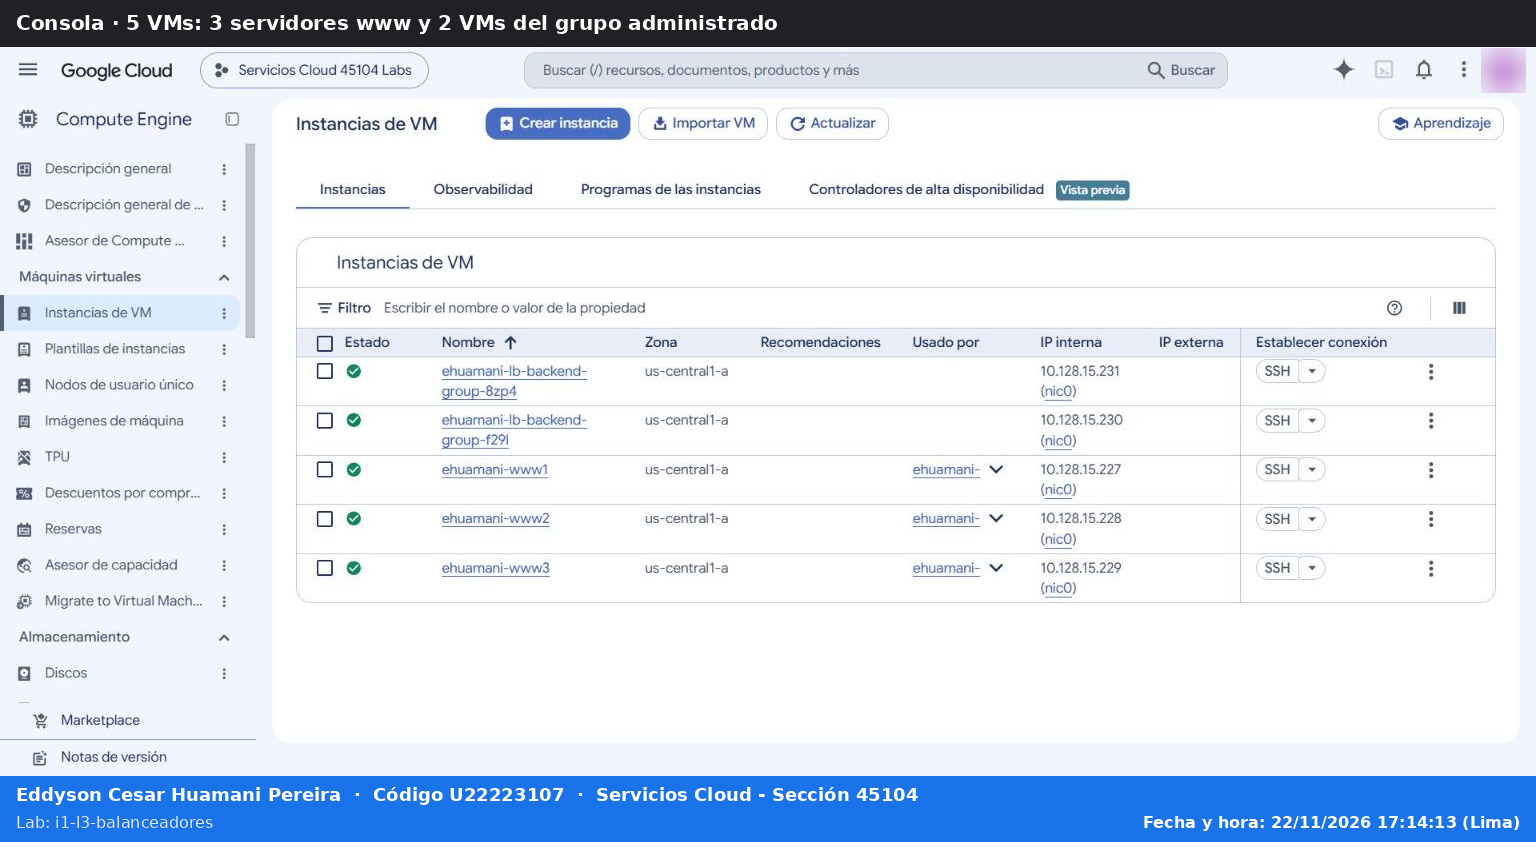 Consola · 5 VMs: 3 servidores www y 2 VMs del grupo administrado
Google Cloud
Servicios Cloud 45104 Labs
Buscar (/) recursos, documentos, productos y más
Buscar
Compute Engine
Descripción general
Descripción general de ...
Asesor de Compute ...
Máquinas virtuales
Instancias de VM
Plantillas de instancias
Nodos de usuario único
Imágenes de máquina
TPU
Descuentos por compr...
Reservas
Asesor de capacidad
Migrate to Virtual Mach...
Almacenamiento
Discos
Marketplace
Notas de versión
Instancias de VM
Crear instancia
Importar VM
Actualizar
Aprendizaje
Instancias
Observabilidad
Programas de las instancias
Controladores de alta disponibilidad
Vista previa
Instancias de VM
Filtro Escribir el nombre o valor de la propiedad
Estado Nombre Zona Recomendaciones Usado por IP interna IP externa Establecer conexión
ehuamani-lb-backend- us-central1-a 10.128.15.231 SSH
group-8zp4 (nic0)
ehuamani-lb-backend- us-central1-a 10.128.15.230 SSH
group-f29l (nic0)
ehuamani-www1 us-central1-a ehuamani- 10.128.15.227 SSH
(nic0)
ehuamani-www2 us-central1-a ehuamani- 10.128.15.228 SSH
(nic0)
ehuamani-www3 us-central1-a ehuamani- 10.128.15.229 SSH
(nic0)
Eddyson Cesar Huamani Pereira · Código U22223107 · Servicios Cloud - Sección 45104
Lab: i1-l3-balanceadores
Fecha y hora: 22/11/2026 17:14:13 (Lima)